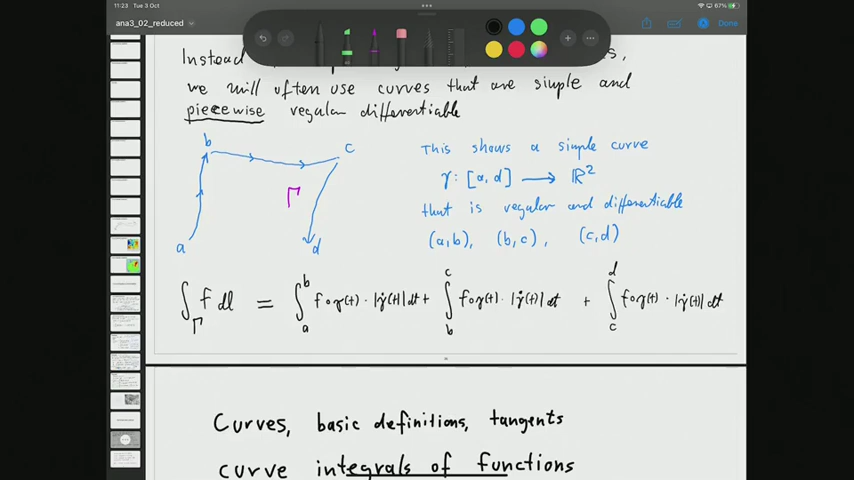 11:23 Tue 3 Oct
67%
ana3_02_reduced
Done
Instead
we will often use curves that are simple and
piecewise regular differentiable
b
c
a
d
Γ
This shows a simple curve
γ: [a,d] ⟶ ℝ²
that is regular and differentiable
(a,b), (b,c), (c,d)
∫_Γ f dl = ∫_a^b f∘γ(t) · |γ̇(t)| dt + ∫_b^c f∘γ(t) · |γ̇(t)| dt + ∫_c^d f∘γ(t) · |γ̇(t)| dt
Curves, basic definitions, tangents
curve integrals of functions